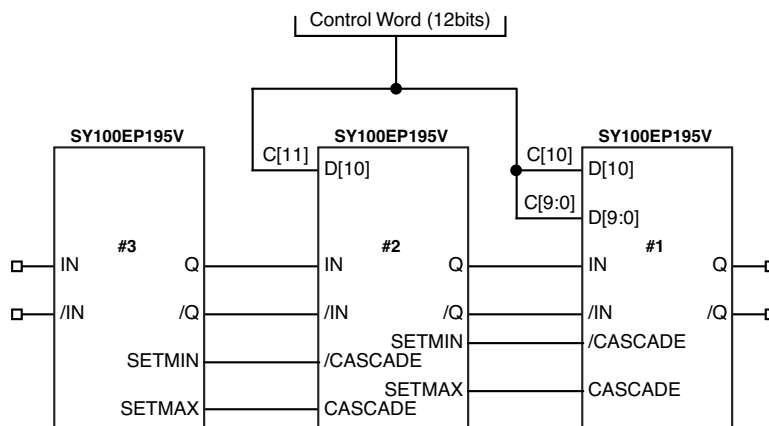 Control Word (12bits)
SY100EP195V SY100EP195V SY100EP195V
C[11] D[10] C[10] D[10]
C[9:0] D[9:0]
#3 #2 #1
IN Q IN Q IN Q
/IN /Q /IN /Q /IN /Q
SETMIN /CASCADE SETMIN /CASCADE
SETMAX CASCADE SETMAX CASCADE